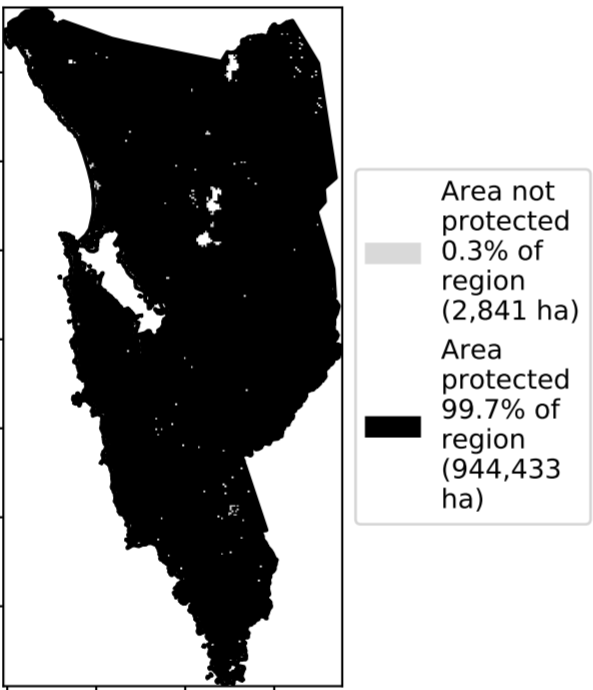 Area not
protected
0.3% of
region
(2,841 ha)
Area
protected
99.7% of
region
(944,433
ha)